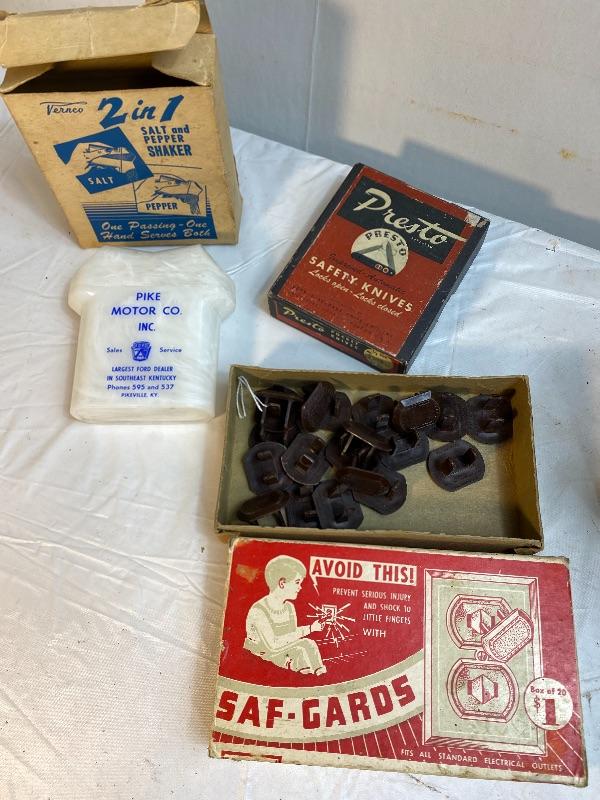 Vernco
2 in 1
SALT and
PEPPER
SHAKER
SALT
PEPPER
One Passing - One
Hand Serves Both
Presto
PRESTO
SAFETY KNIVES
Locks open - Locks closed
Presto POCKET
KNIVES
PIKE
MOTOR CO.
INC.
Sales Service
LARGEST FORD DEALER
IN SOUTHEAST KENTUCKY
Phones 595 and 537
PIKEVILLE, KY.
AVOID THIS!
PREVENT SERIOUS INJURY
AND SHOCK TO
LITTLE FINGERS
WITH
SAF-GARDS
Box of 20
$1
FITS ALL STANDARD ELECTRICAL OUTLETS